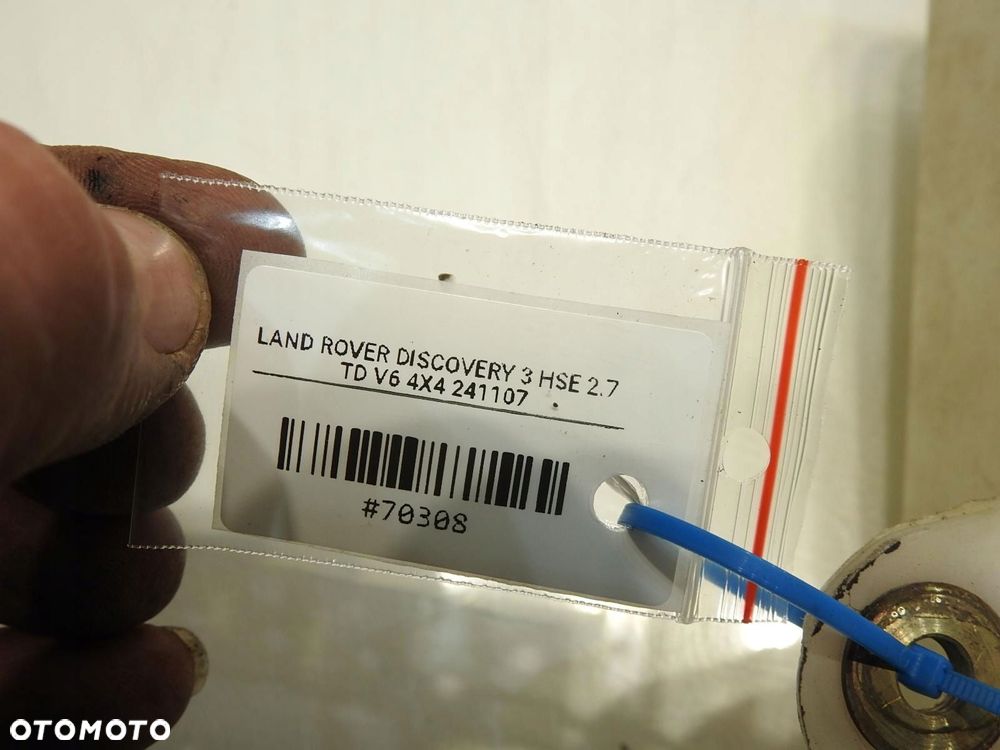 LAND ROVER DISCOVERY 3 HSE 2.7
TD V6 4X4 241107
#70308
OTOMOTO